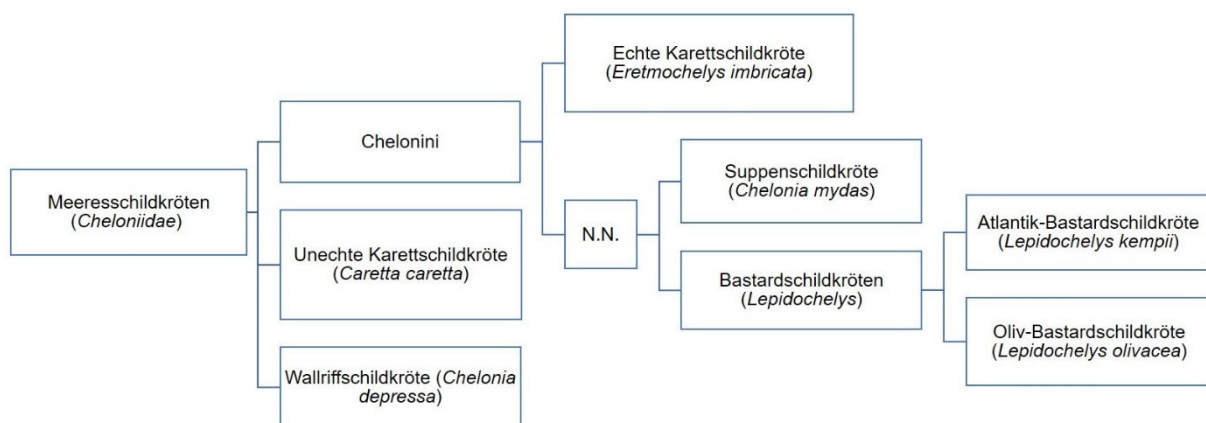 Meeresschildkröten
(Cheloniidae)
Chelonini
Unechte Karettschildkröte
(Caretta caretta)
Wallriffschildkröte (Chelonia
depressa)
Echte Karettschildkröte
(Eretmochelys imbricata)
N.N.
Suppenschildkröte
(Chelonia mydas)
Bastardschildkröten
(Lepidochelys)
Atlantik-Bastardschildkröte
(Lepidochelys kempii)
Oliv-Bastardschildkröte
(Lepidochelys olivacea)